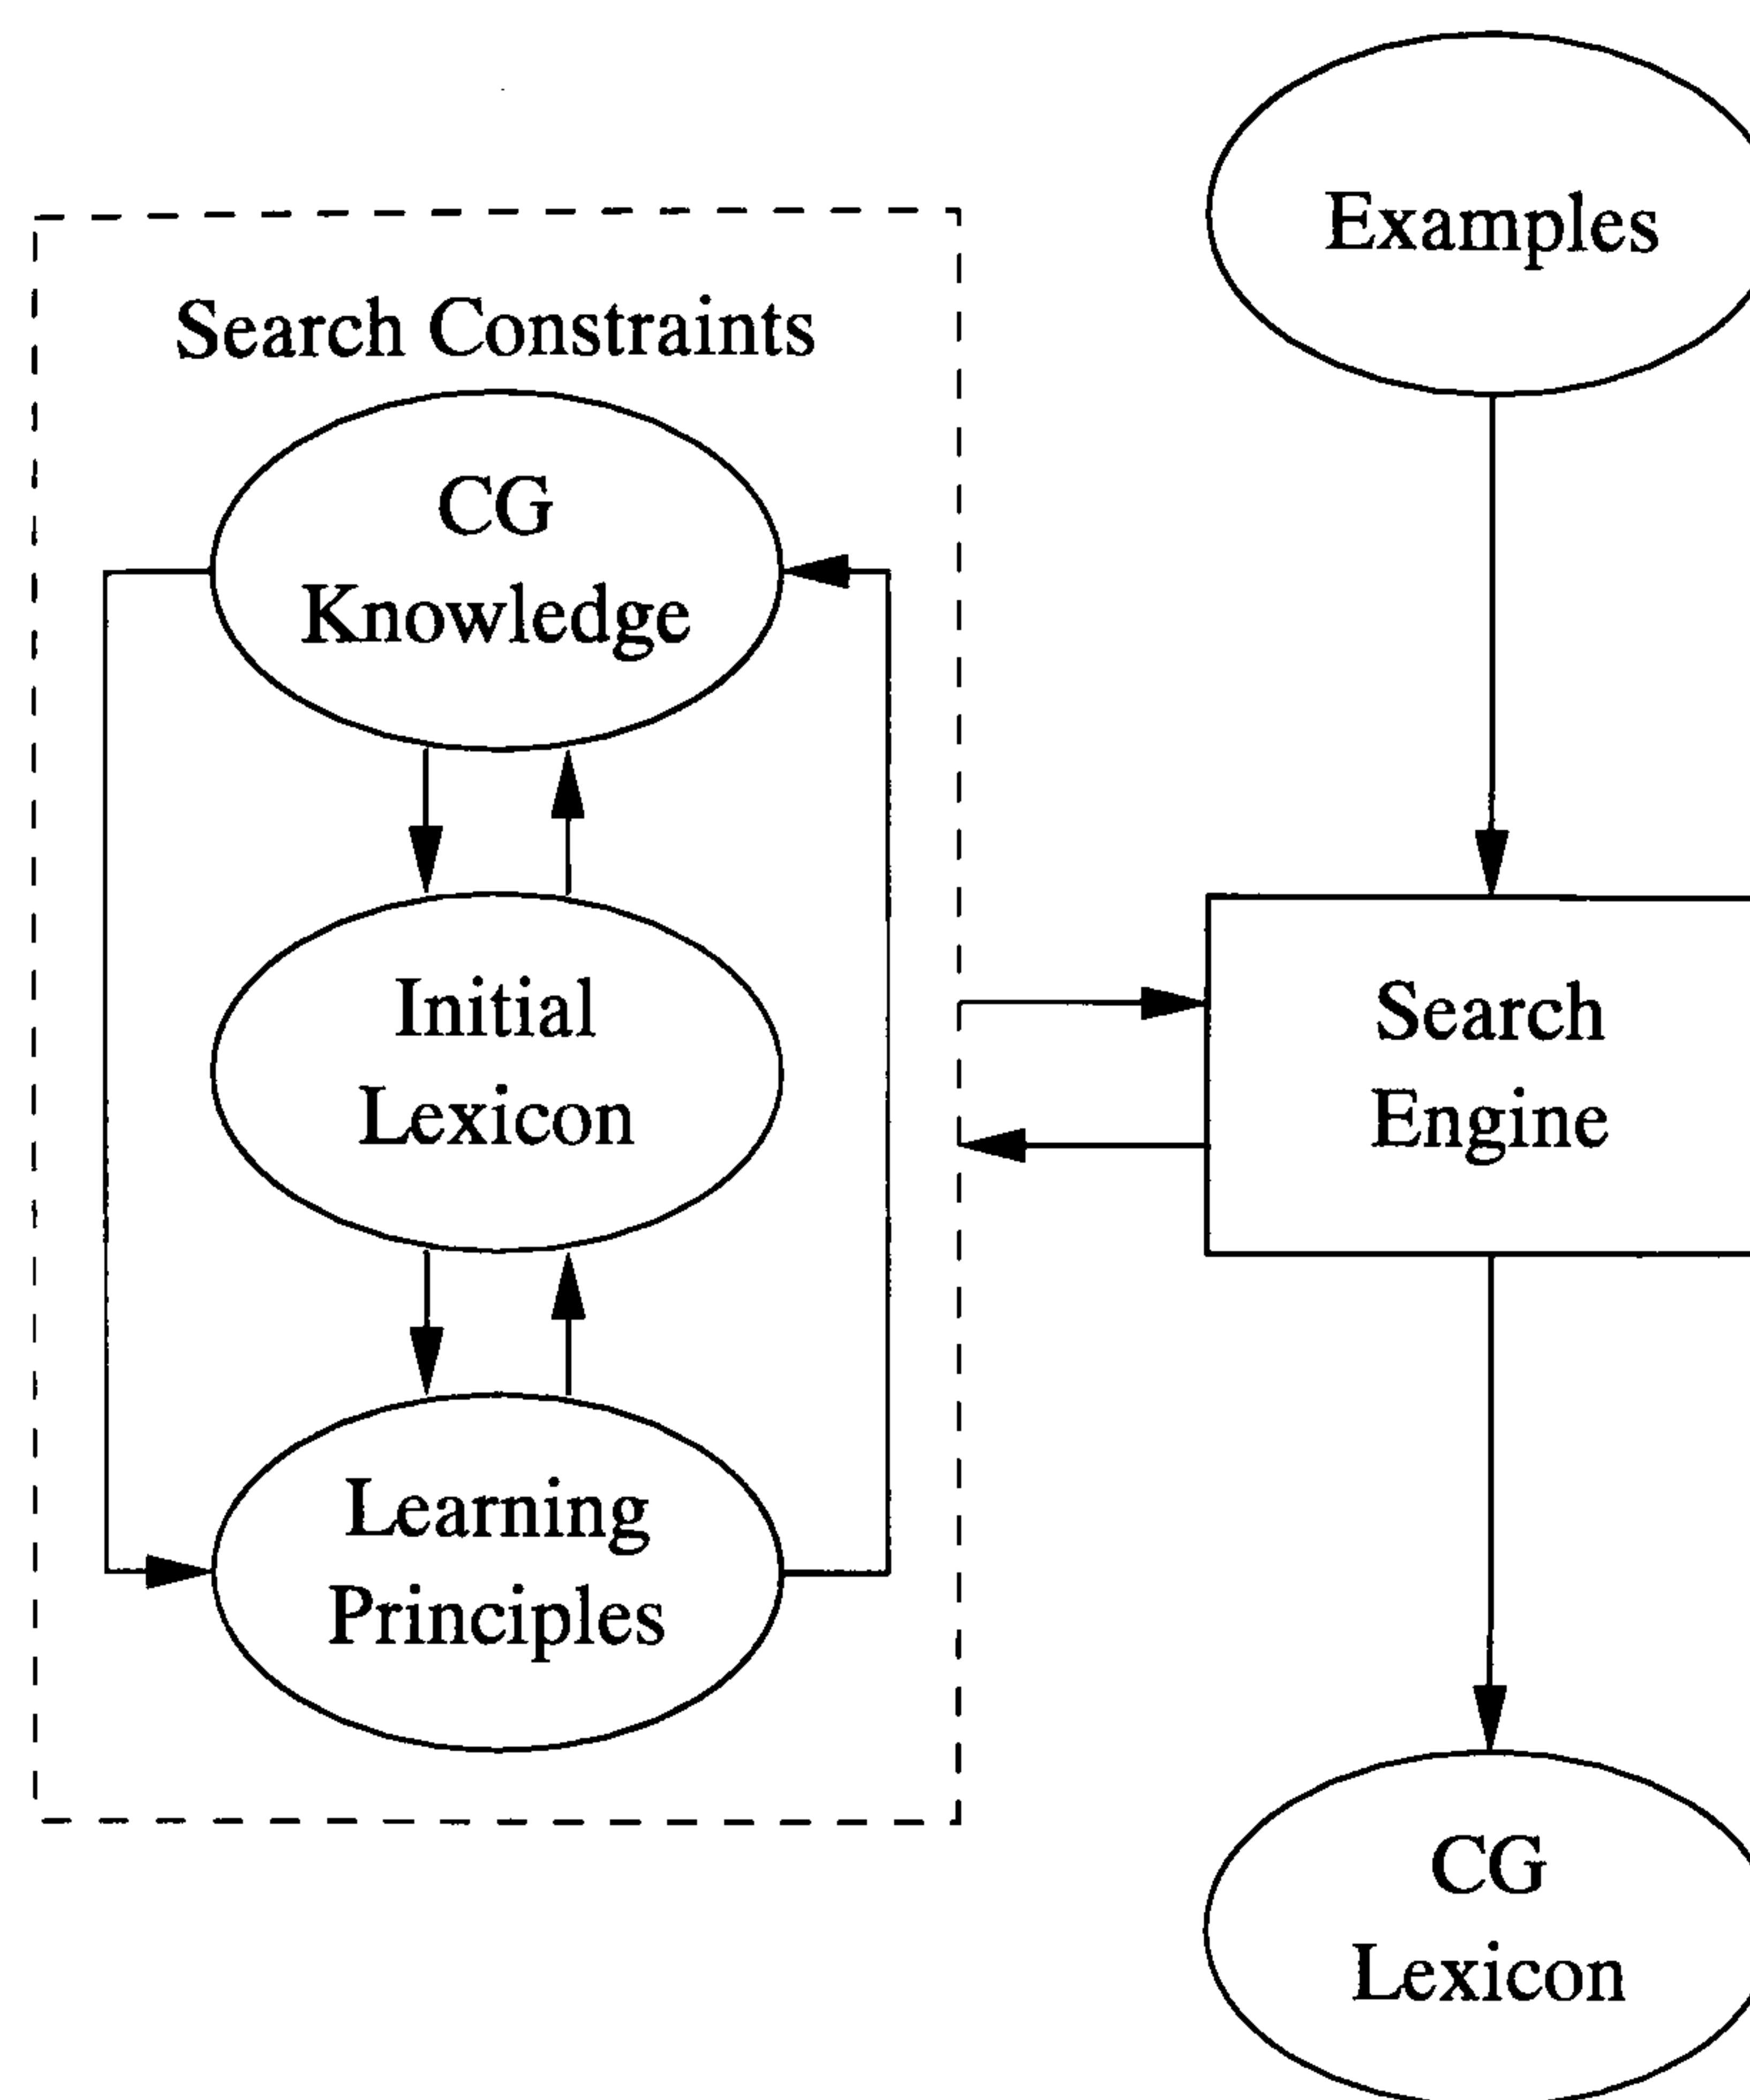 Search Constraints
CG
Knowledge
Initial
Lexicon
Learning
Principles
Examples
Search
Engine
CG
Lexicon